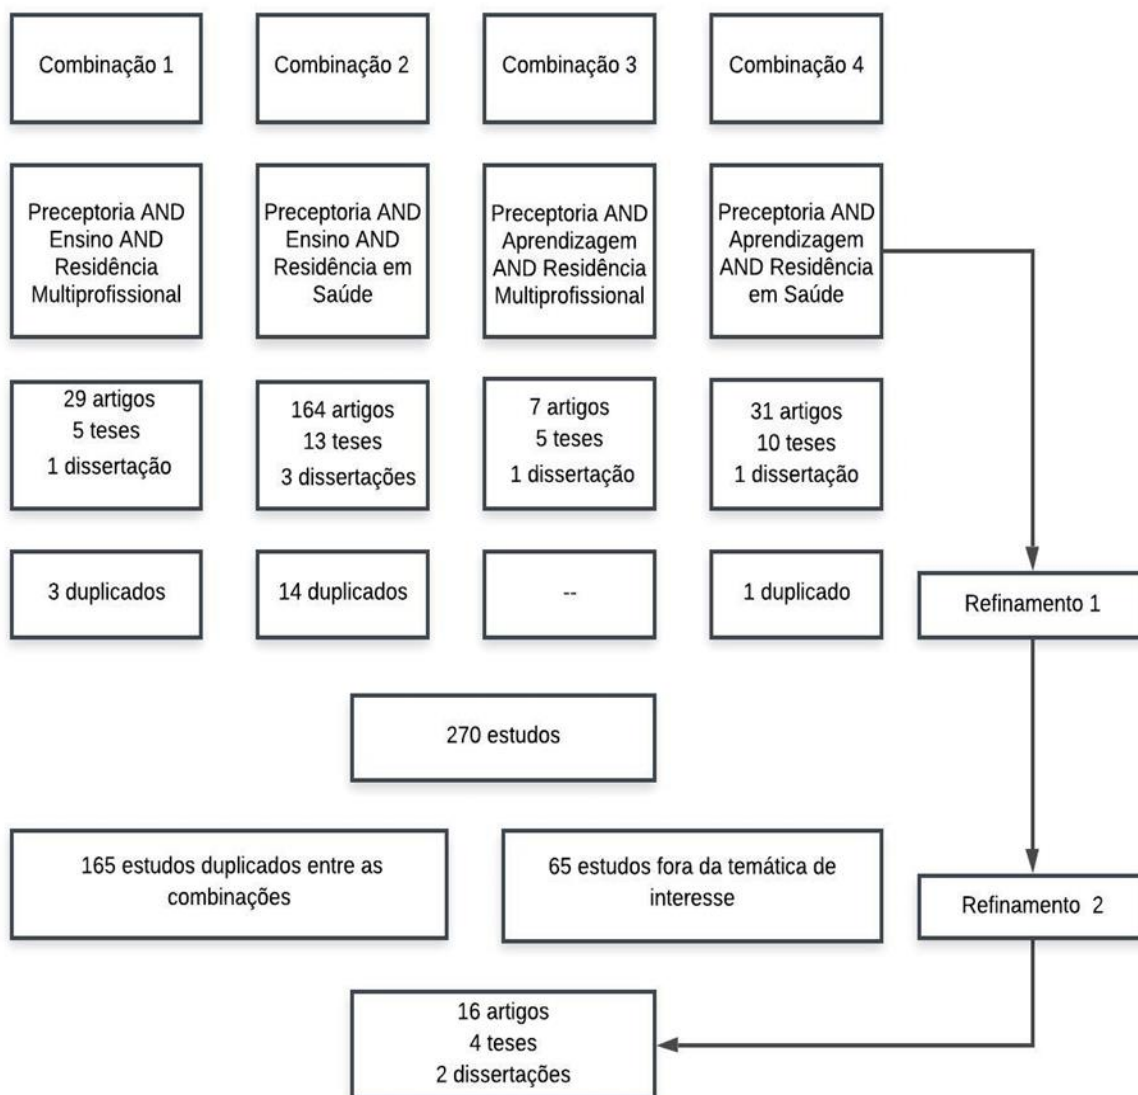 Combinação 1
Combinação 2
Combinação 3
Combinação 4
Preceptoria AND
Ensino AND
Residência
Multiprofissional
Preceptoria AND
Ensino AND
Residência em
Saúde
Preceptoria AND
Aprendizagem
AND Residência
Multiprofissional
Preceptoria AND
Aprendizagem
AND Residência
em Saúde
29 artigos
5 teses
1 dissertação
164 artigos
13 teses
3 dissertações
7 artigos
5 teses
1 dissertação
31 artigos
10 teses
1 dissertação
3 duplicados
14 duplicados
--
1 duplicado
Refinamento 1
270 estudos
165 estudos duplicados entre as
combinações
65 estudos fora da temática de
interesse
Refinamento 2
16 artigos
4 teses
2 dissertações